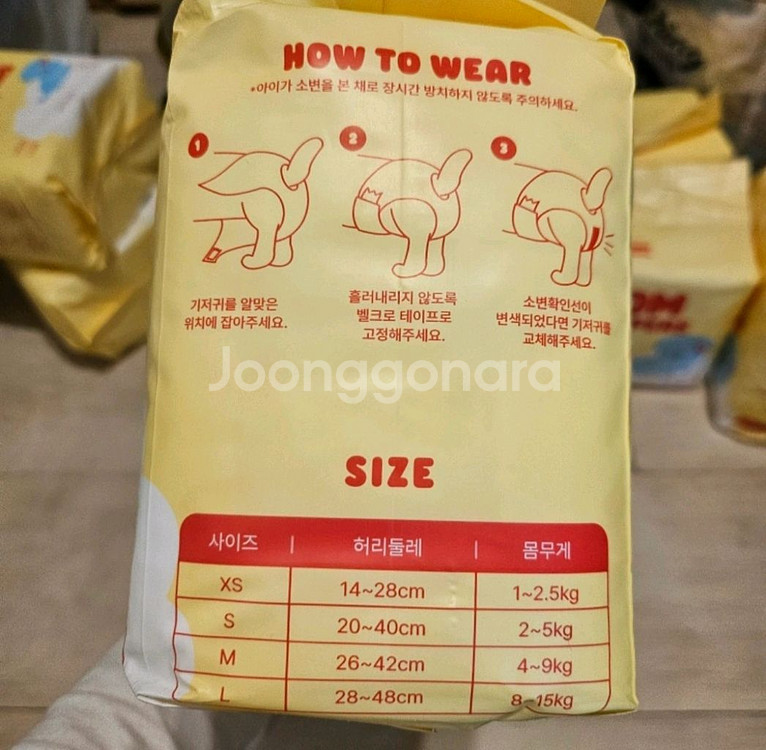 HOW TO WEAR
*아이가 소변을 본 채로 장시간 방치하지 않도록 주의하세요.
1
2
3
기저귀를 알맞은
위치에 잡아주세요.
흘러내리지 않도록
벨크로 테이프로
고정해주세요.
소변확인선이
변색되었다면 기저귀를
교체해주세요.
Joonggonara
SIZE
사이즈 | 허리둘레 | 몸무게
XS 14~28cm 1~2.5kg
S 20~40cm 2~5kg
M 26~42cm 4~9kg
L 28~48cm 8~15kg